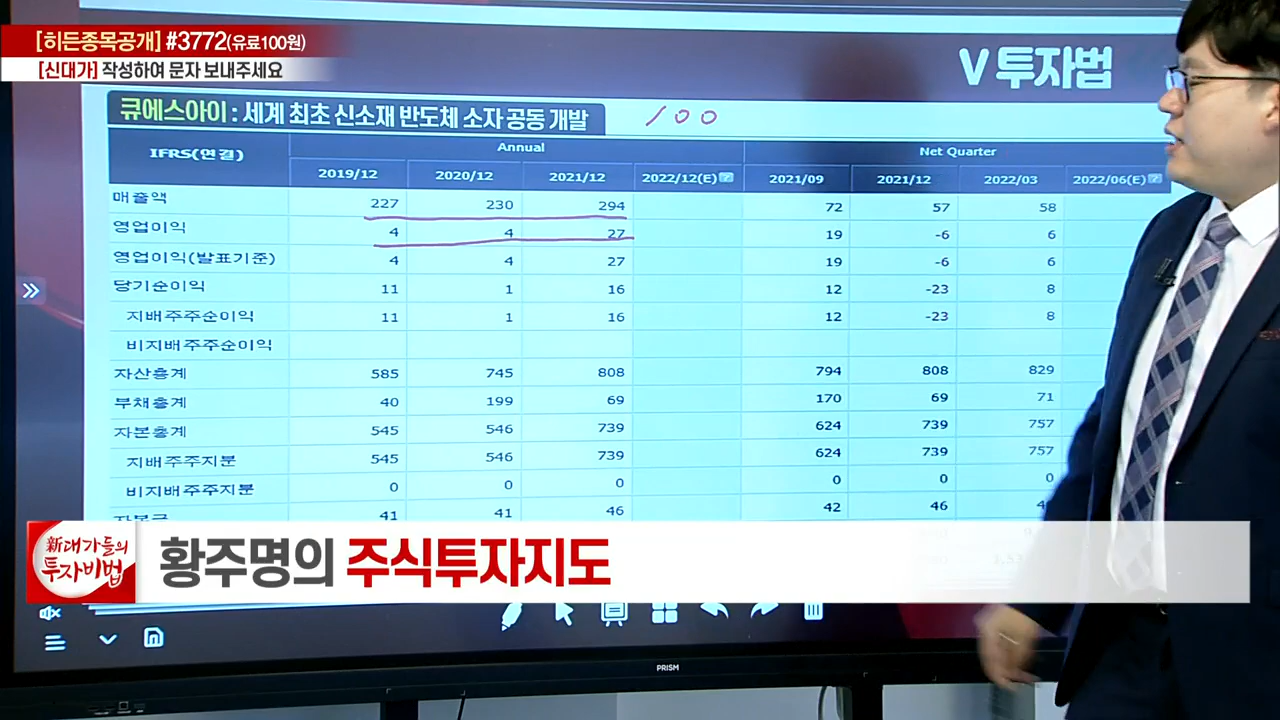 [히든종목공개] #3772(유료100원)
[신대가] 작성하여 문자 보내주세요
V 투자법
큐에스아이 : 세계 최초 신소재 반도체 소자 공동 개발
100
IFRS(연결) Annual Net Quarter
2019/12 2020/12 2021/12 2022/12(E) 2021/09 2021/12 2022/03 2022/06(E)
매출액 227 230 294 72 57 58
영업이익 4 4 27 19 -6 6
영업이익(발표기준) 4 4 27 19 -6 6
당기순이익 11 1 16 12 -23 8
지배주주순이익 11 1 16 12 -23 8
비지배주주순이익
자산총계 585 745 808 794 808 829
부채총계 40 199 69 170 69 71
자본총계 545 546 739 624 739 757
지배주주지분 545 546 739 624 739 757
비지배주주지분 0 0 0 0 0 0
자본금 41 41 46 42 46
新대가들의
투자비법
황주명의 주식투자지도
PRISM